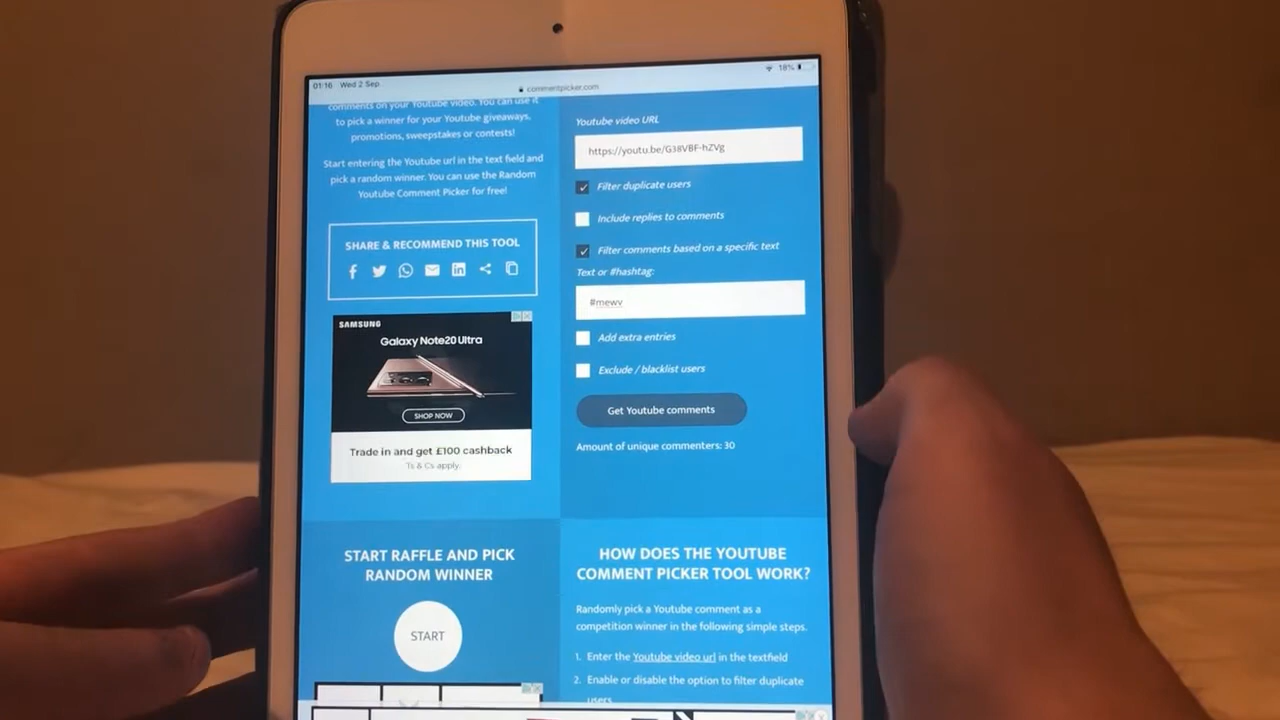 01:16 Wed 2 Sep
commentpicker.com
18%
comments on your Youtube video. You can use it
to pick a winner for your Youtube giveaways,
promotions, sweepstakes or contests!
Start entering the Youtube url in the text field and
pick a random winner. You can use the Random
Youtube Comment Picker for free!
SHARE & RECOMMEND THIS TOOL
SAMSUNG
Galaxy Note20 Ultra
SHOP NOW
Trade in and get £100 cashback
Ts & Cs apply.
START RAFFLE AND PICK
RANDOM WINNER
START
Youtube video URL
https://youtu.be/G38VBF-hZVg
Filter duplicate users
Include replies to comments
Filter comments based on a specific text
Text or #hashtag:
#mewv
Add extra entries
Exclude / blacklist users
Get Youtube comments
Amount of unique commenters: 30
HOW DOES THE YOUTUBE
COMMENT PICKER TOOL WORK?
Randomly pick a Youtube comment as a
competition winner in the following simple steps.
1. Enter the Youtube video url in the textfield
2. Enable or disable the option to filter duplicate
users